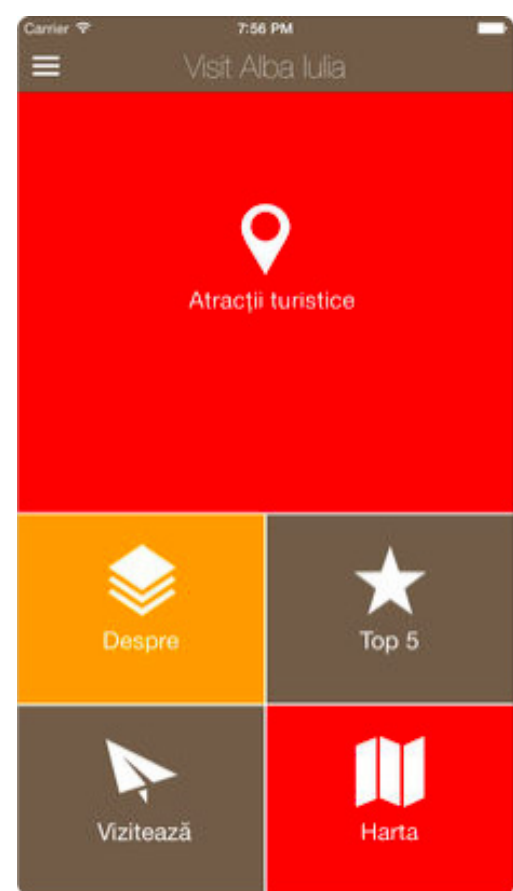 Carrier 7:56 PM
Visit Alba Iulia
Atracții turistice
Despre
Top 5
Vizitează
Harta